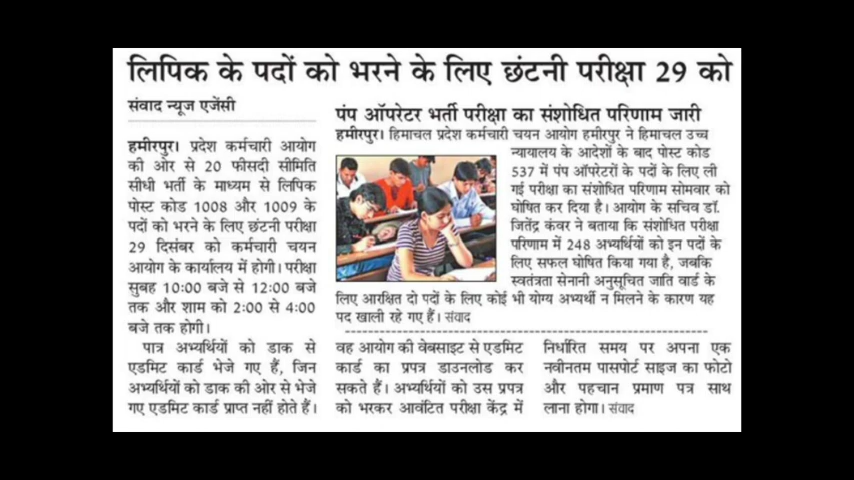 लिपिक के पदों को भरने के लिए छंटनी परीक्षा 29 को
संवाद न्यूज एजेंसी
हमीरपुर। प्रदेश कर्मचारी आयोग
की ओर से 20 फीसदी सीमिति
सीधी भर्ती के माध्यम से लिपिक
पोस्ट कोड 1008 और 1009 के
पदों को भरने के लिए छंटनी परीक्षा
29 दिसंबर को कर्मचारी चयन
आयोग के कार्यालय में होगी। परीक्षा
सुबह 10:00 बजे से 12:00 बजे
तक और शाम को 2:00 से 4:00
बजे तक होगी।
पात्र अभ्यर्थियों को डाक से
एडमिट कार्ड भेजे गए हैं, जिन
अभ्यर्थियों को डाक की ओर से भेजे
गए एडमिट कार्ड प्राप्त नहीं होते हैं।
वह आयोग की वेबसाइट से एडमिट
कार्ड का प्रपत्र डाउनलोड कर
सकते हैं। अभ्यर्थियों को उस प्रपत्र
को भरकर आवंटित परीक्षा केंद्र में
निर्धारित समय पर अपना एक
नवीनतम पासपोर्ट साइज का फोटो
और पहचान प्रमाण पत्र साथ
लाना होगा। संवाद
पंप ऑपरेटर भर्ती परीक्षा का संशोधित परिणाम जारी
हमीरपुर। हिमाचल प्रदेश कर्मचारी चयन आयोग हमीरपुर ने हिमाचल उच्च
न्यायालय के आदेशों के बाद पोस्ट कोड
537 में पंप ऑपरेटरों के पदों के लिए ली
गई परीक्षा का संशोधित परिणाम सोमवार को
घोषित कर दिया है। आयोग के सचिव डॉ.
जितेंद्र कंवर ने बताया कि संशोधित परीक्षा
परिणाम में 248 अभ्यर्थियों को इन पदों के
लिए सफल घोषित किया गया है, जबकि
स्वतंत्रता सेनानी अनुसूचित जाति वार्ड के
लिए आरक्षित दो पदों के लिए कोई भी योग्य अभ्यर्थी न मिलने के कारण यह
पद खाली रहे गए हैं। संवाद